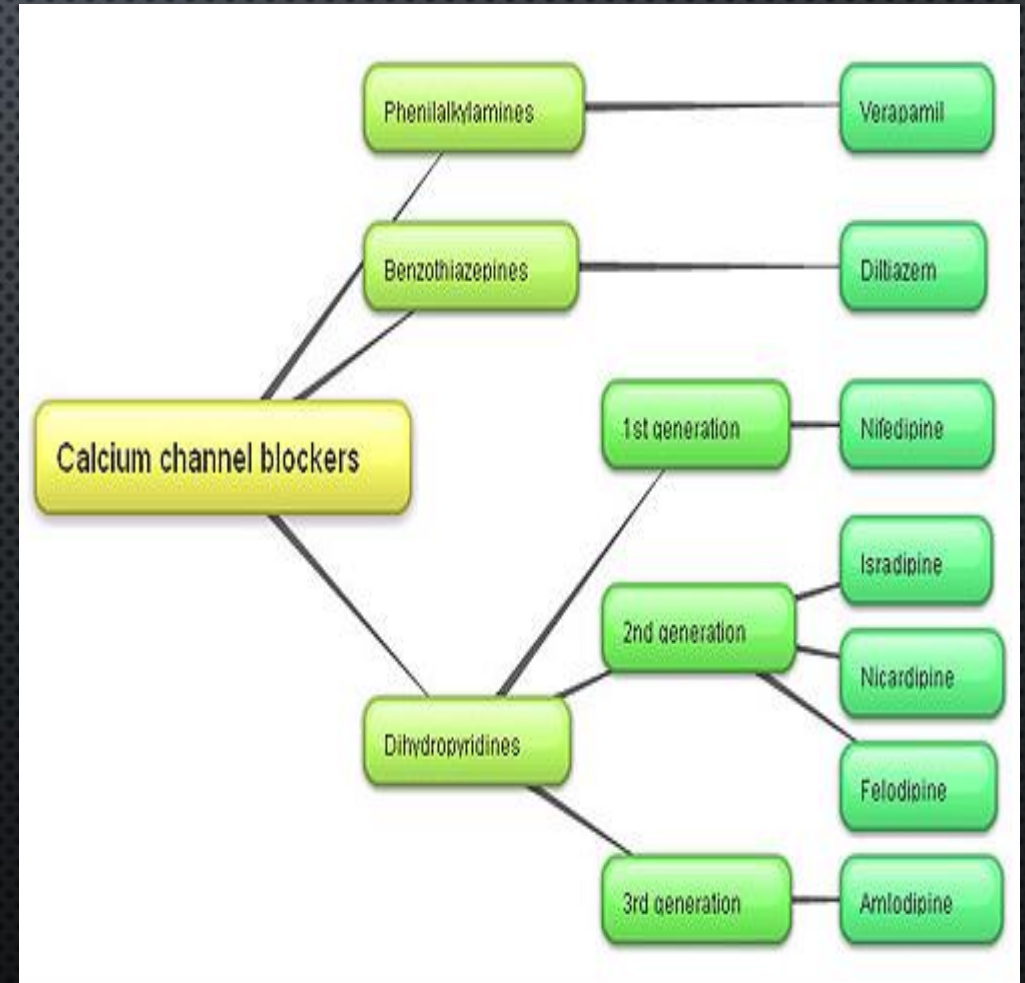 Phenilalkylamines
Verapamil
Benzothiazepines
Diltiazem
Calcium channel blockers
1st generation
Nifedipine
2nd generation
Isradipine
Nicardipine
Dihydropyridines
Felodipine
3rd generation
Amlodipine